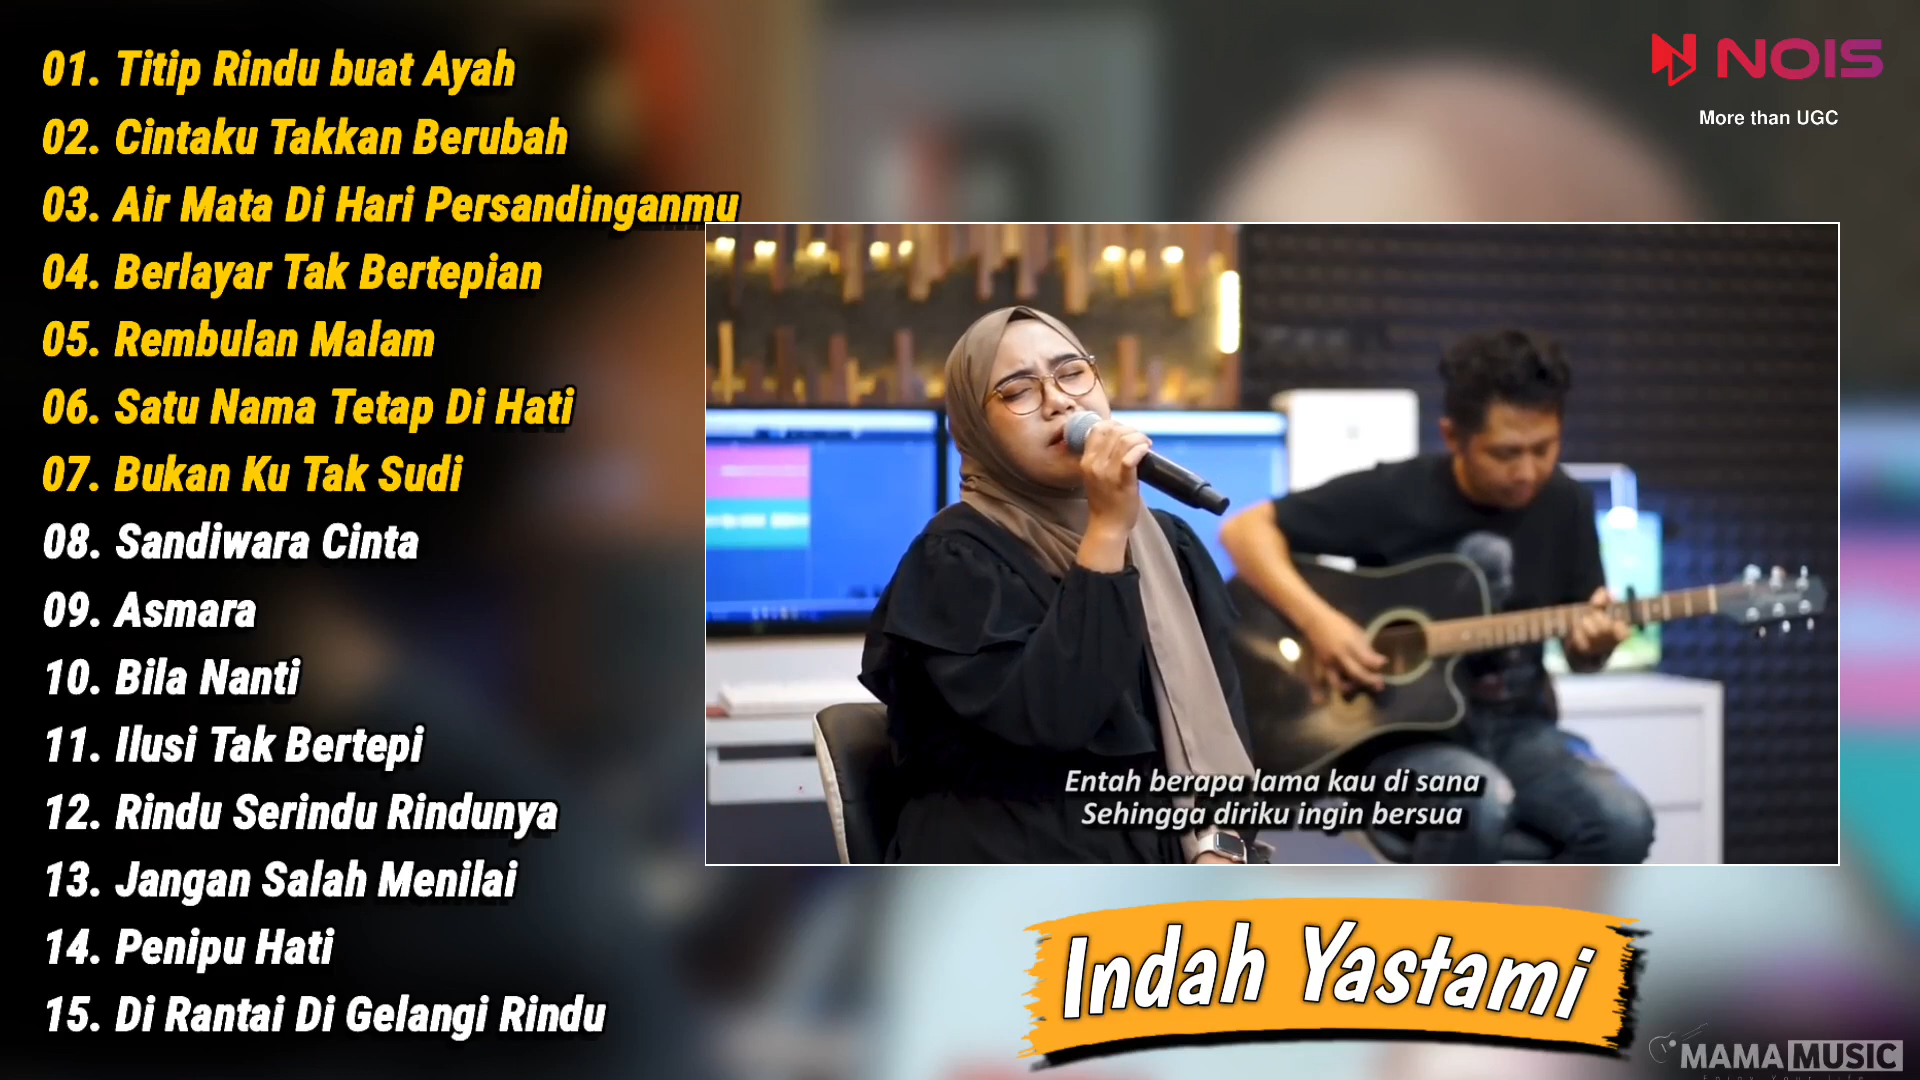 01. Titip Rindu buat Ayah
02. Cintaku Takkan Berubah
03. Air Mata Di Hari Persandinganmu
04. Berlayar Tak Bertepian
05. Rembulan Malam
06. Satu Nama Tetap Di Hati
07. Bukan Ku Tak Sudi
08. Sandiwara Cinta
09. Asmara
10. Bila Nanti
11. Ilusi Tak Bertepi
12. Rindu Serindu Rindunya
13. Jangan Salah Menilai
14. Penipu Hati
15. Di Rantai Di Gelangi Rindu
NOIS
More than UGC
Entah berapa lama kau di sana
Sehingga diriku ingin bersua
Indah Yastami
MAMA MUSIC